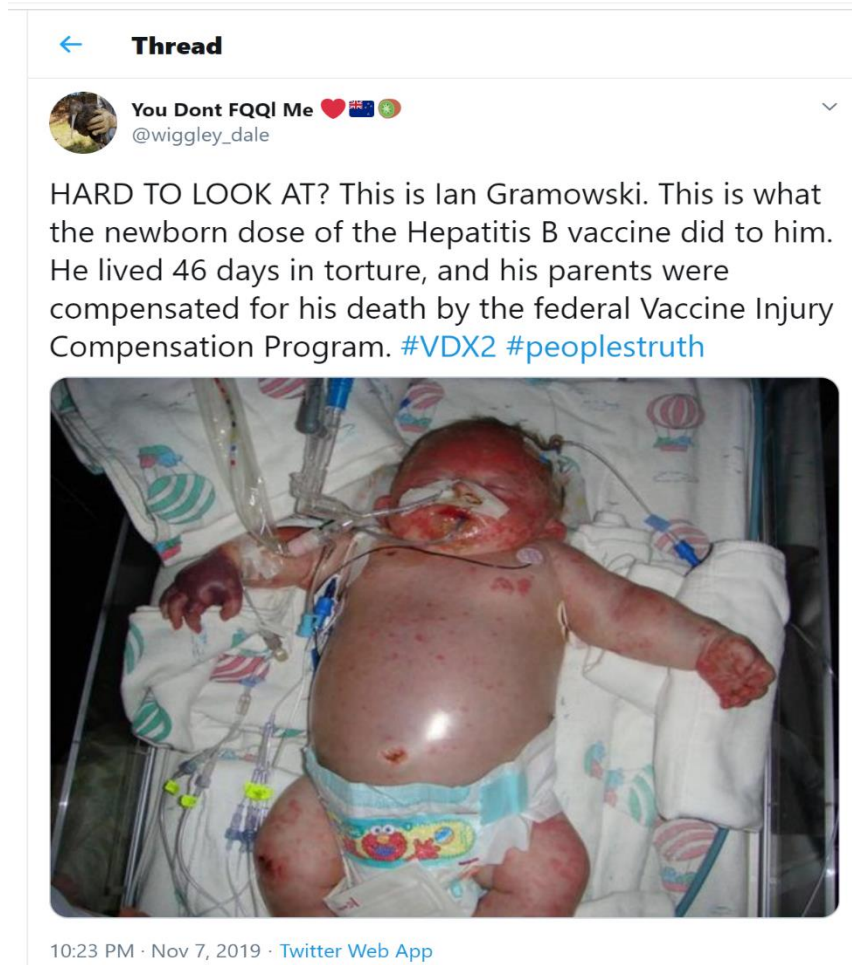 Thread
You Dont FQQl Me ❤️🇳🇿🥝
@wiggley_dale
HARD TO LOOK AT? This is Ian Gramowski. This is what
the newborn dose of the Hepatitis B vaccine did to him.
He lived 46 days in torture, and his parents were
compensated for his death by the federal Vaccine Injury
Compensation Program. #VDX2 #peoplestruth
10:23 PM · Nov 7, 2019 · Twitter Web App